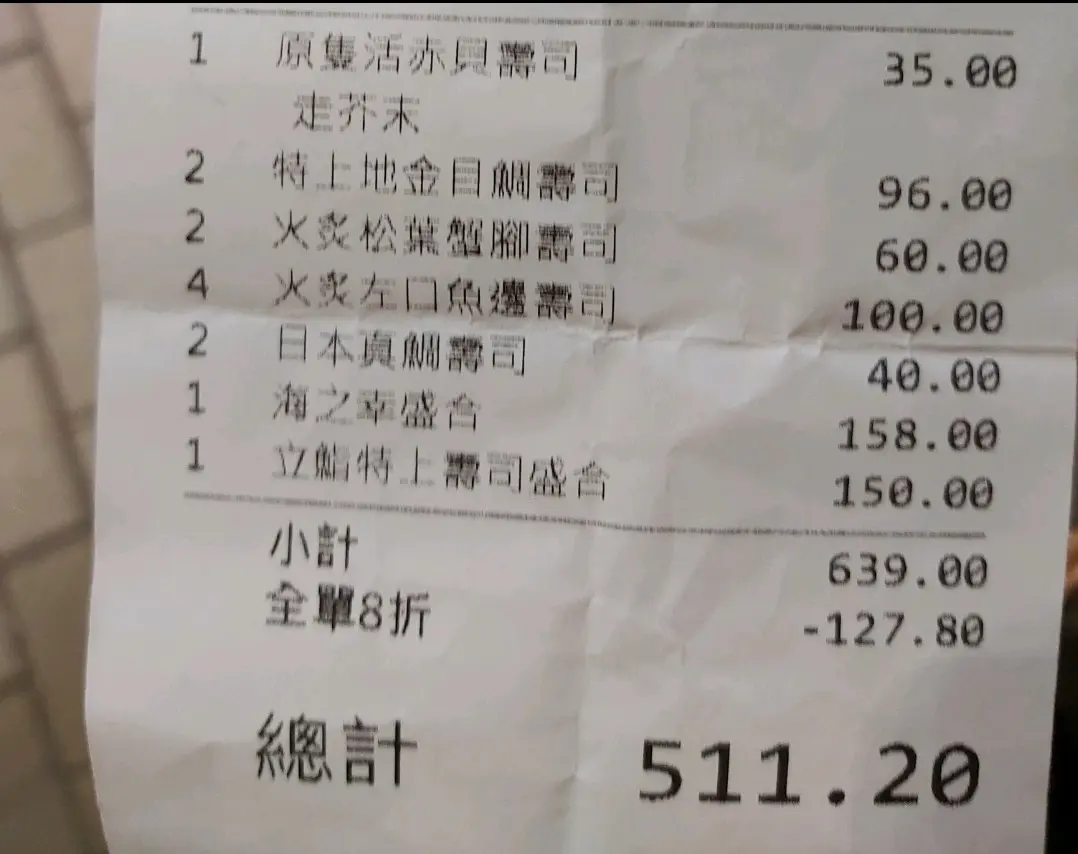 1 原隻活赤貝壽司 35.00
走芥末
2 特上地金目鯛壽司 96.00
2 火炙松葉蟹腳壽司 60.00
4 火炙左口魚邊壽司 100.00
2 日本真鯛壽司 40.00
1 海之幸盛合 158.00
1 立鮨特上壽司盛合 150.00
小計 639.00
全單8折 -127.80
總計 511.20